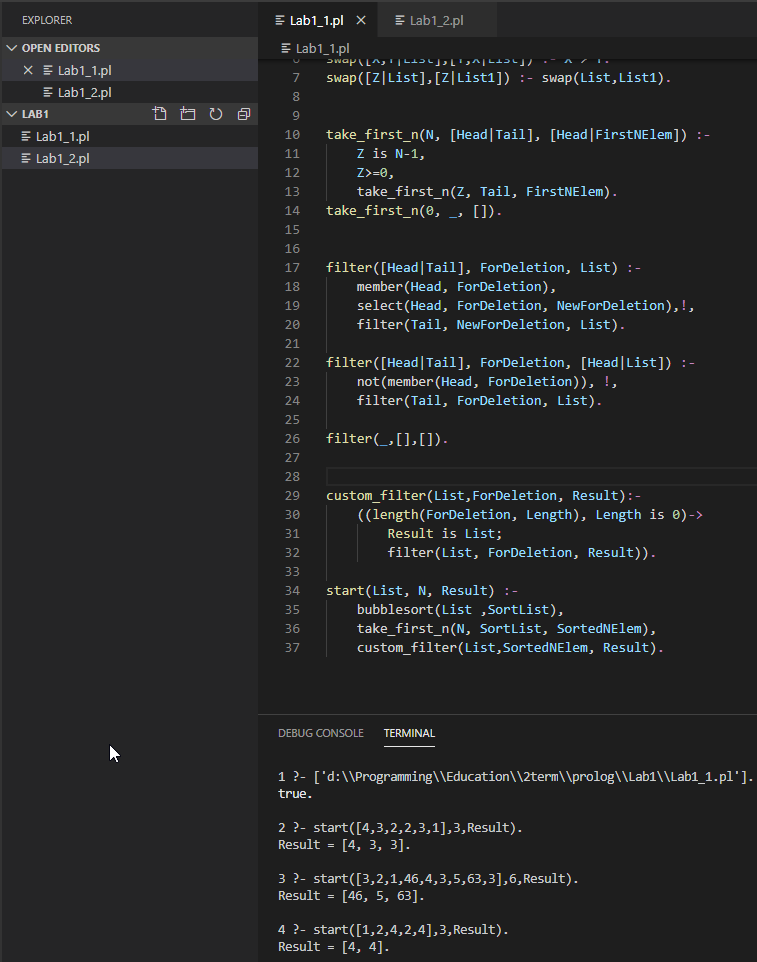 EXPLORER
OPEN EDITORS
Lab1_1.pl
Lab1_2.pl
LAB1
Lab1_1.pl
Lab1_2.pl
Lab1_1.pl Lab1_2.pl
Lab1_1.pl
6 swap([X,Y|List],[Y,X|List]) :- X > Y.
7 swap([Z|List],[Z|List1]) :- swap(List,List1).
8
9
10 take_first_n(N, [Head|Tail], [Head|FirstNElem]) :-
11 Z is N-1,
12 Z>=0,
13 take_first_n(Z, Tail, FirstNElem).
14 take_first_n(0, _, []).
15
16
17 filter([Head|Tail], ForDeletion, List) :-
18 member(Head, ForDeletion),
19 select(Head, ForDeletion, NewForDeletion),!,
20 filter(Tail, NewForDeletion, List).
21
22 filter([Head|Tail], ForDeletion, [Head|List]) :-
23 not(member(Head, ForDeletion)), !,
24 filter(Tail, ForDeletion, List).
25
26 filter(_,[],[]).
27
28
29 custom_filter(List,ForDeletion, Result):-
30 ((length(ForDeletion, Length), Length is 0)->
31 Result is List;
32 filter(List, ForDeletion, Result)).
33
34 start(List, N, Result) :-
35 bubblesort(List ,SortList),
36 take_first_n(N, SortList, SortedNElem),
37 custom_filter(List,SortedNElem, Result).
DEBUG CONSOLE TERMINAL
1 ?- ['d:\\Programming\\Education\\2term\\prolog\\Lab1\\Lab1_1.pl'].
true.
2 ?- start([4,3,2,2,3,1],3,Result).
Result = [4, 3, 3].
3 ?- start([3,2,1,46,4,3,5,63,3],6,Result).
Result = [46, 5, 63].
4 ?- start([1,2,4,2,4],3,Result).
Result = [4, 4].